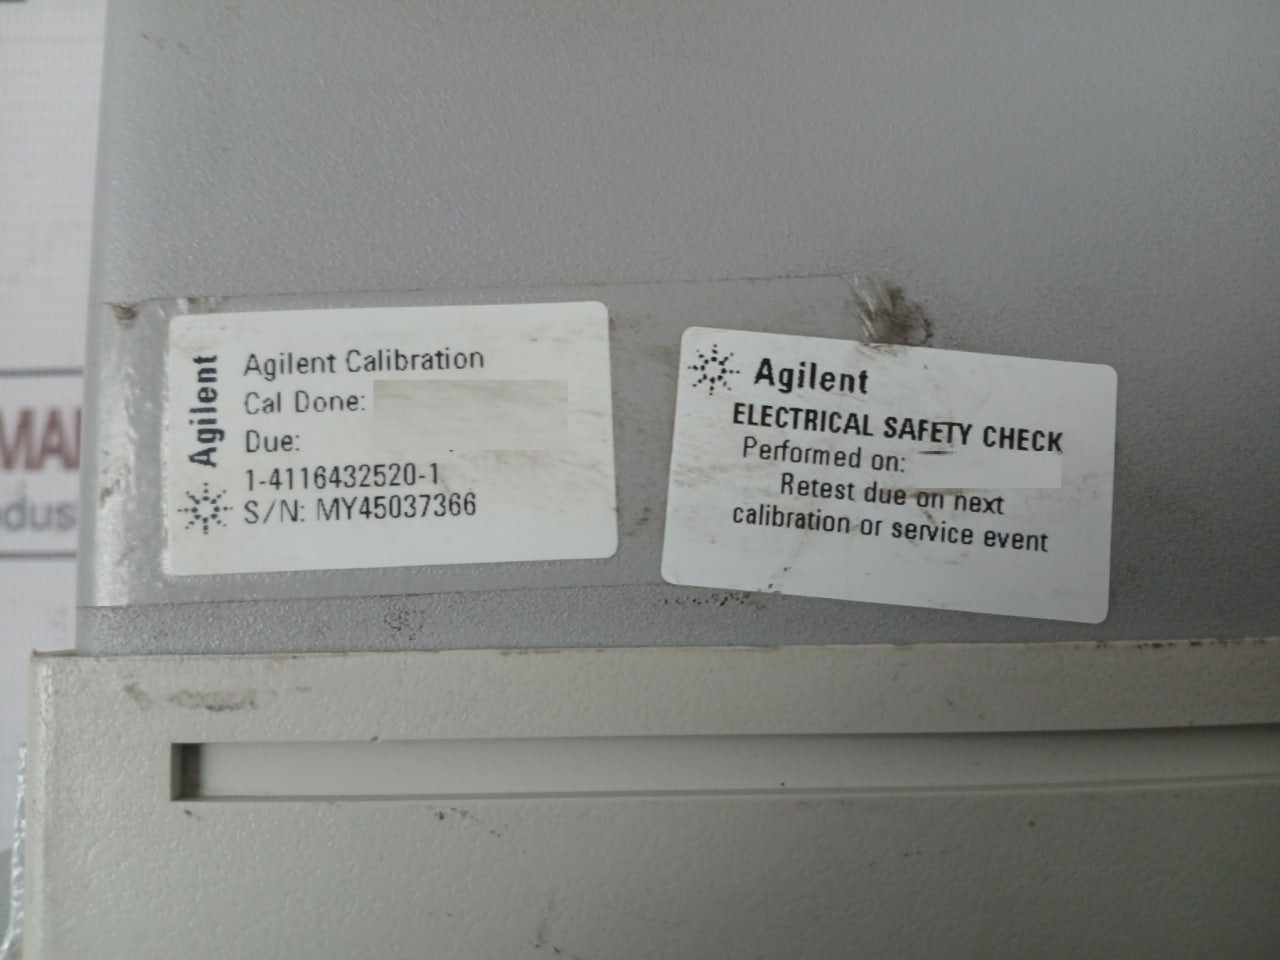 Agilent
Agilent Calibration
Cal Done:
Due:
1-4116432520-1
S/N: MY45037366
Agilent
ELECTRICAL SAFETY CHECK
Performed on:
Retest due on next
calibration or service event